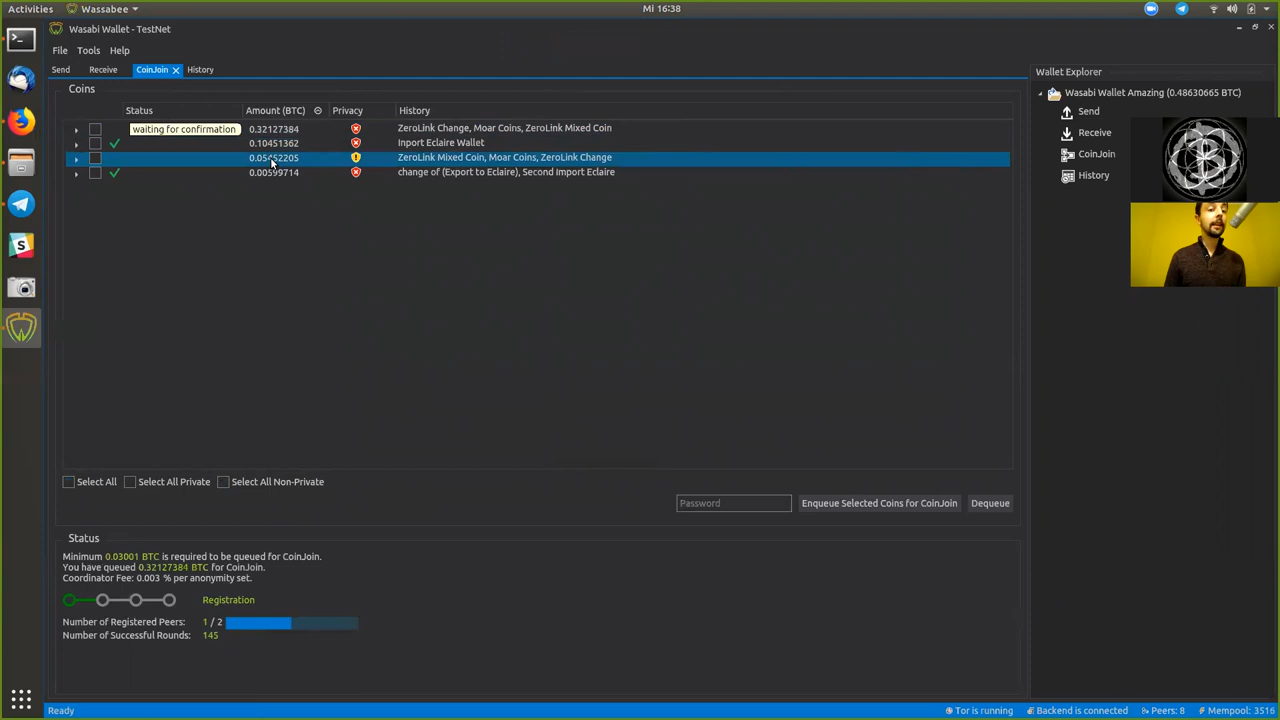 Activities
Wassabee
Mi 16:38
Wasabi Wallet - TestNet
File Tools Help
Send Receive CoinJoin History
Coins
Status Amount (BTC) Privacy History
waiting for confirmation 0.32127384 ZeroLink Change, Moar Coins, ZeroLink Mixed Coin
0.10451362 Inport Eclaire Wallet
0.05452205 ZeroLink Mixed Coin, Moar Coins, ZeroLink Change
0.00599714 change of (Export to Eclaire), Second Import Eclaire
Select All Select All Private Select All Non-Private
Password Enqueue Selected Coins for CoinJoin Dequeue
Status
Minimum 0.03001 BTC is required to be queued for CoinJoin.
You have queued 0.32127384 BTC for CoinJoin.
Coordinator Fee: 0.003 % per anonymity set.
Registration
Number of Registered Peers: 1 / 2
Number of Successful Rounds: 145
Wallet Explorer
Wasabi Wallet Amazing (0.48630665 BTC)
Send
Receive
CoinJoin
History
Ready
Tor is running
Backend is connected
Peers: 8
Mempool: 3516